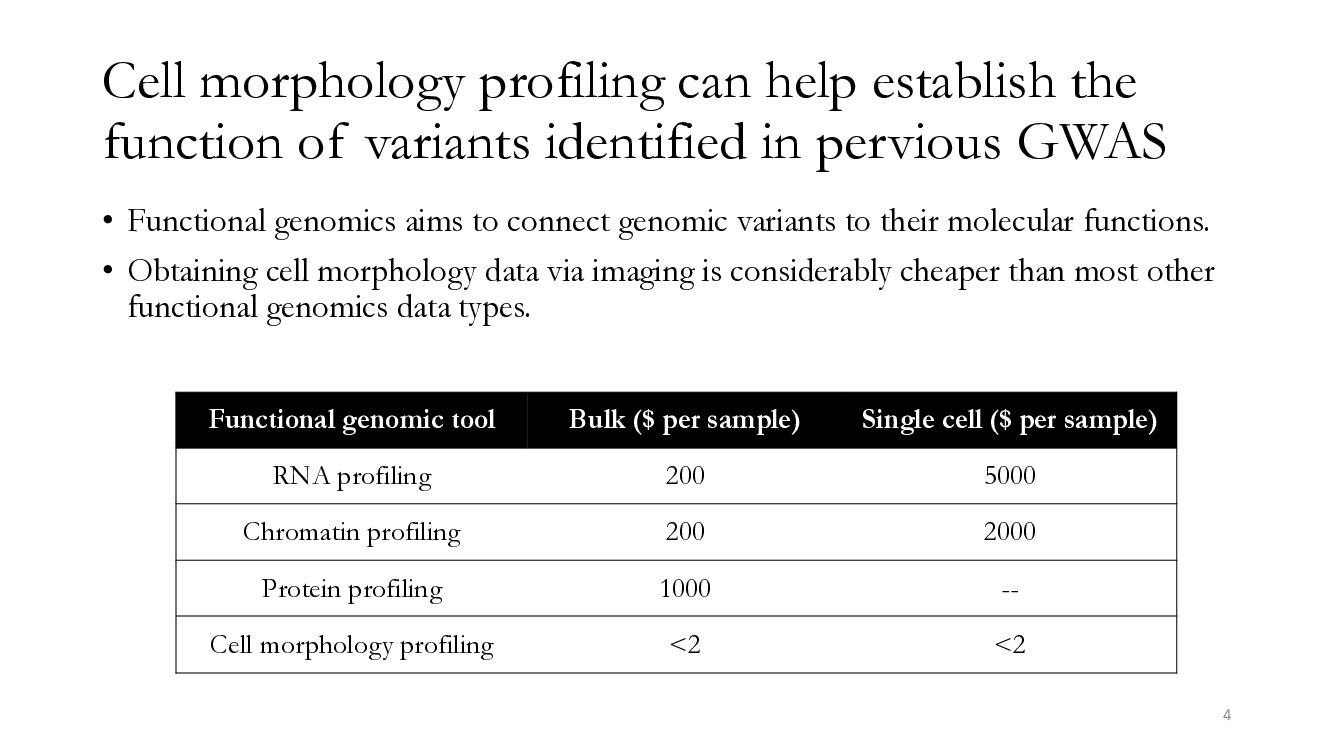 Cell morphology profiling can help establish the
function of variants identified in pervious GWAS
• Functional genomics aims to connect genomic variants to their molecular functions.
• Obtaining cell morphology data via imaging is considerably cheaper than most other
functional genomics data types.
Functional genomic tool Bulk ($ per sample) Single cell ($ per sample)
RNA profiling 200 5000
Chromatin profiling 200 2000
Protein profiling 1000 --
Cell morphology profiling <2 <2
4